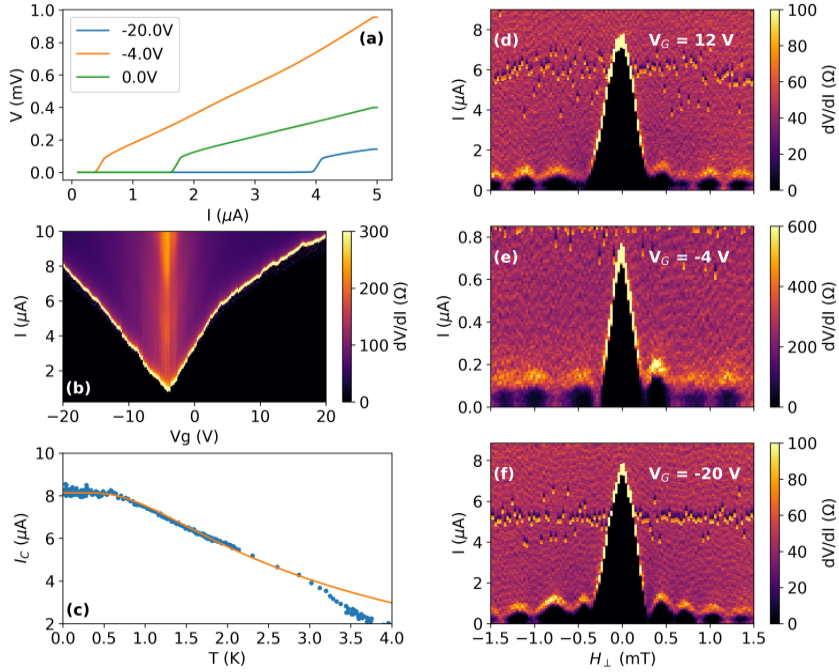 1.0
0.8
0.6
0.4
0.2
0.0
V (mV)
-20.0V
-4.0V
0.0V
(a)
0 1 2 3 4 5
I (μA)
10
8
6
4
2
I (μA)
(b)
−20 −10 0 10 20
Vg (V)
300
200
100
0
dV/dI (Ω)
10
8
6
4
2
I_C (μA)
(c)
0.0 0.5 1.0 1.5 2.0 2.5 3.0 3.5 4.0
T (K)
8
6
4
2
0
I (μA)
(d)
V_G = 12 V
100
80
60
40
20
0
dV/dI (Ω)
0.8
0.6
0.4
0.2
0.0
I (μA)
(e)
V_G = -4 V
600
400
200
0
dV/dI (Ω)
8
6
4
2
0
I (μA)
(f)
V_G = -20 V
−1.5 −1.0 −0.5 0.0 0.5 1.0 1.5
H_⊥ (mT)
100
80
60
40
20
0
dV/dI (Ω)